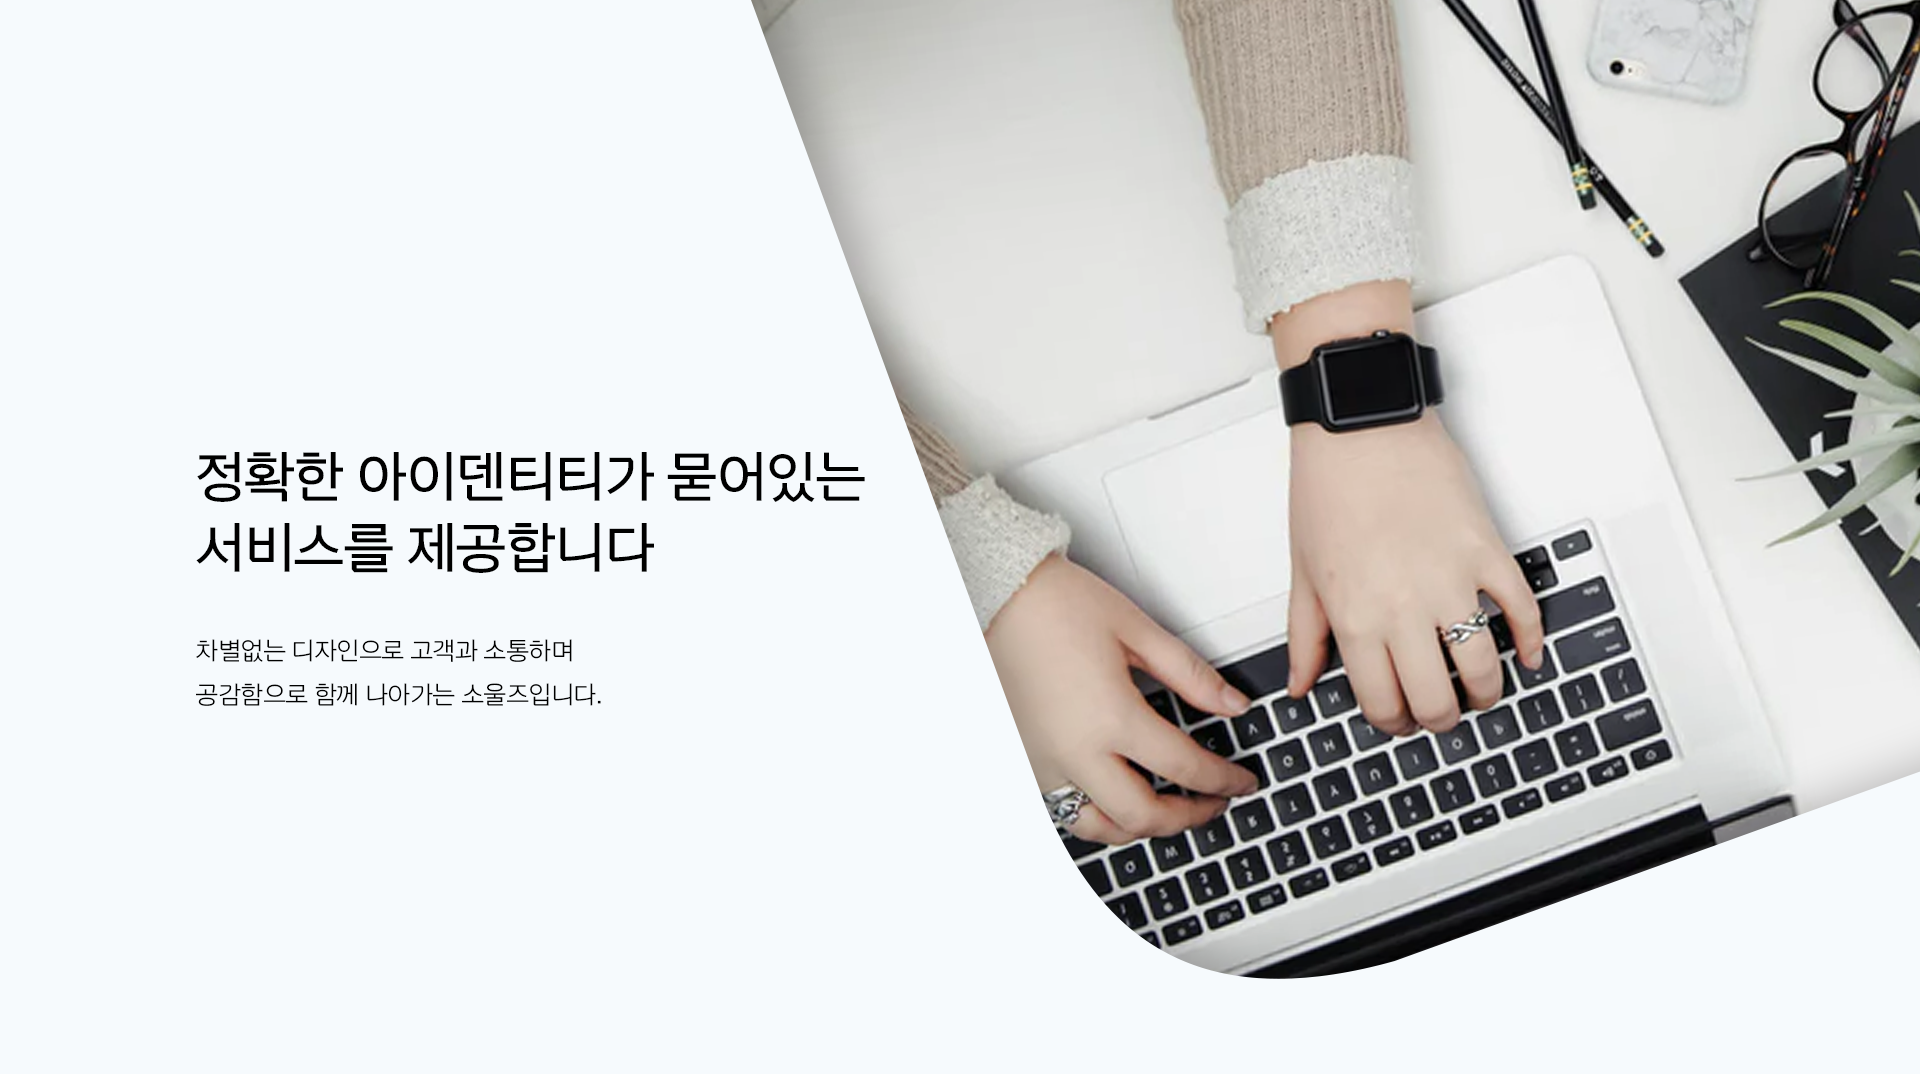 정확한 아이덴티티가 묻어있는
서비스를 제공합니다
차별없는 디자인으로 고객과 소통하며
공감함으로 함께 나아가는 소울즈입니다.